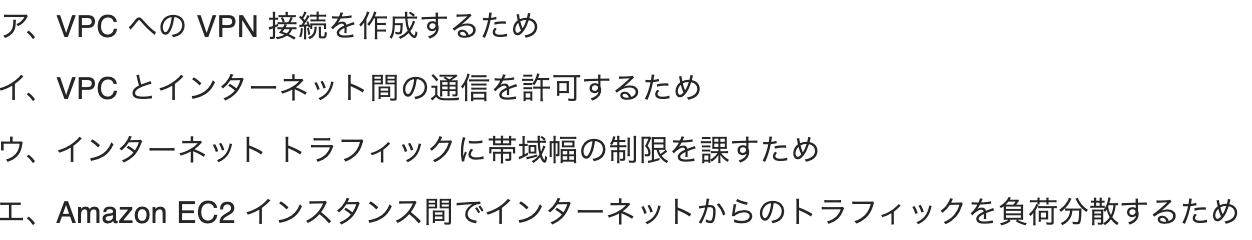 ア、VPC への VPN 接続を作成するため
イ、VPC とインターネット間の通信を許可するため
ウ、インターネット トラフィックに帯域幅の制限を課すため
エ、Amazon EC2 インスタンス間でインターネットからのトラフィックを負荷分散するため